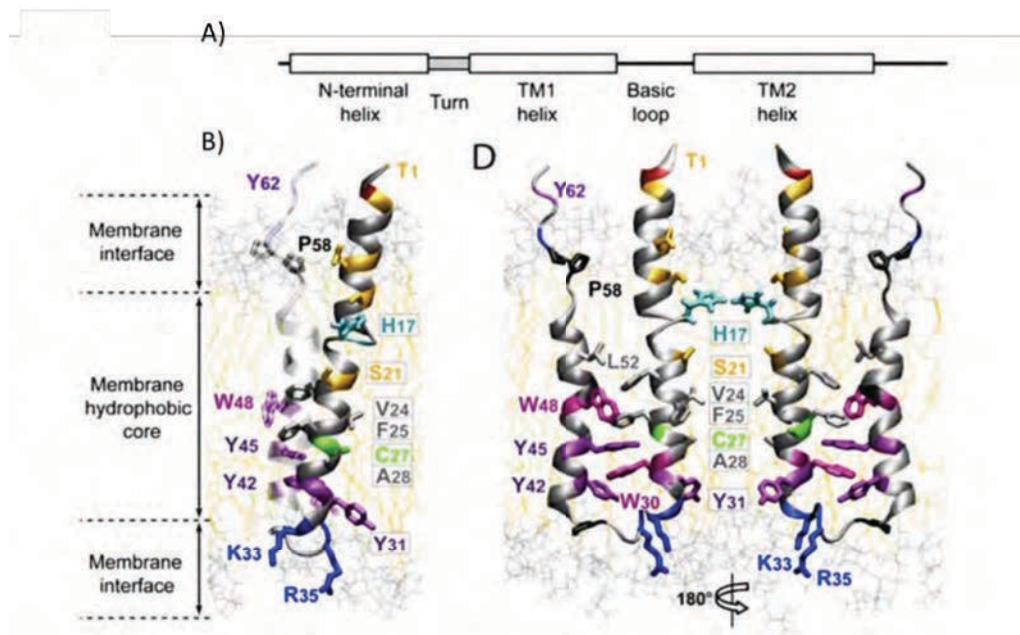 A)
N-terminal
helix
Turn
TM1
helix
Basic
loop
TM2
helix
B)
Membrane
interface
Membrane
hydrophobic
core
Membrane
interface
Y62
T1
P58
H17
S21
W48
V24
F25
Y45
C27
A28
Y42
Y31
K33
R35
D
Y62
T1
P58
H17
L52
S21
W48
V24
F25
Y45
C27
A28
Y42
W30
Y31
K33
R35
180°